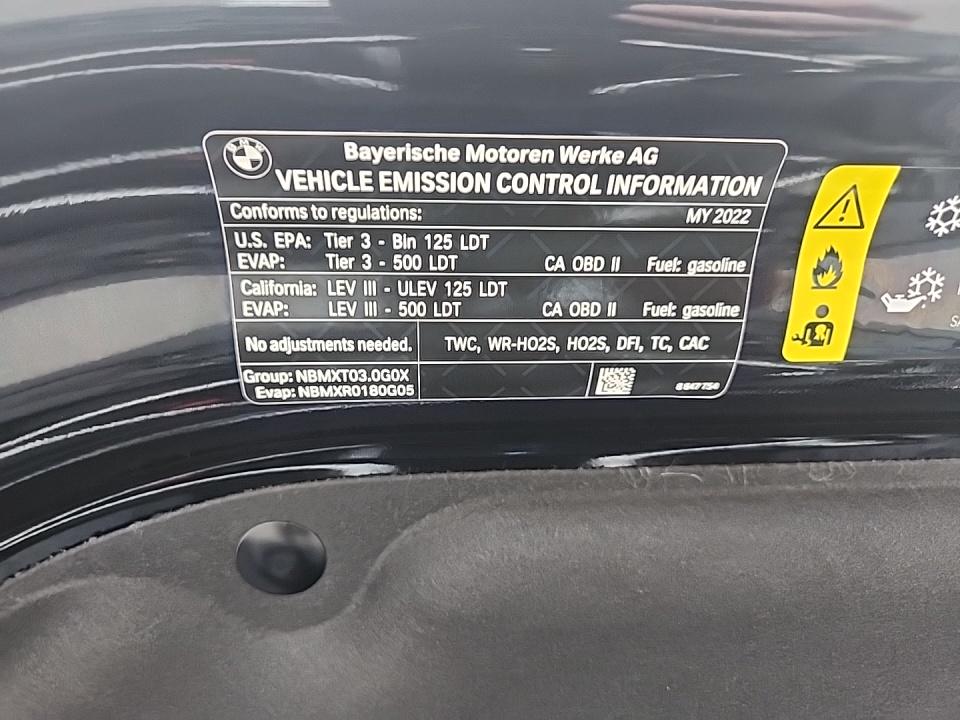 BMW
Bayerische Motoren Werke AG
VEHICLE EMISSION CONTROL INFORMATION
Conforms to regulations: MY 2022
U.S. EPA: Tier 3 - Bin 125 LDT
EVAP: Tier 3 - 500 LDT CA OBD II Fuel: gasoline
California: LEV III - ULEV 125 LDT
EVAP: LEV III - 500 LDT CA OBD II Fuel: gasoline
No adjustments needed. TWC, WR-HO2S, HO2S, DFI, TC, CAC
Group: NBMXT03.0G0X
Evap: NBMXR0180G05